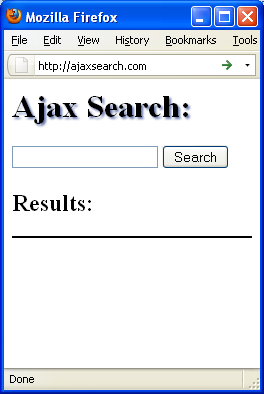 Mozilla Firefox
File Edit View History Bookmarks Tools
http://ajaxsearch.com
Ajax Search:
Search
Results:
Done